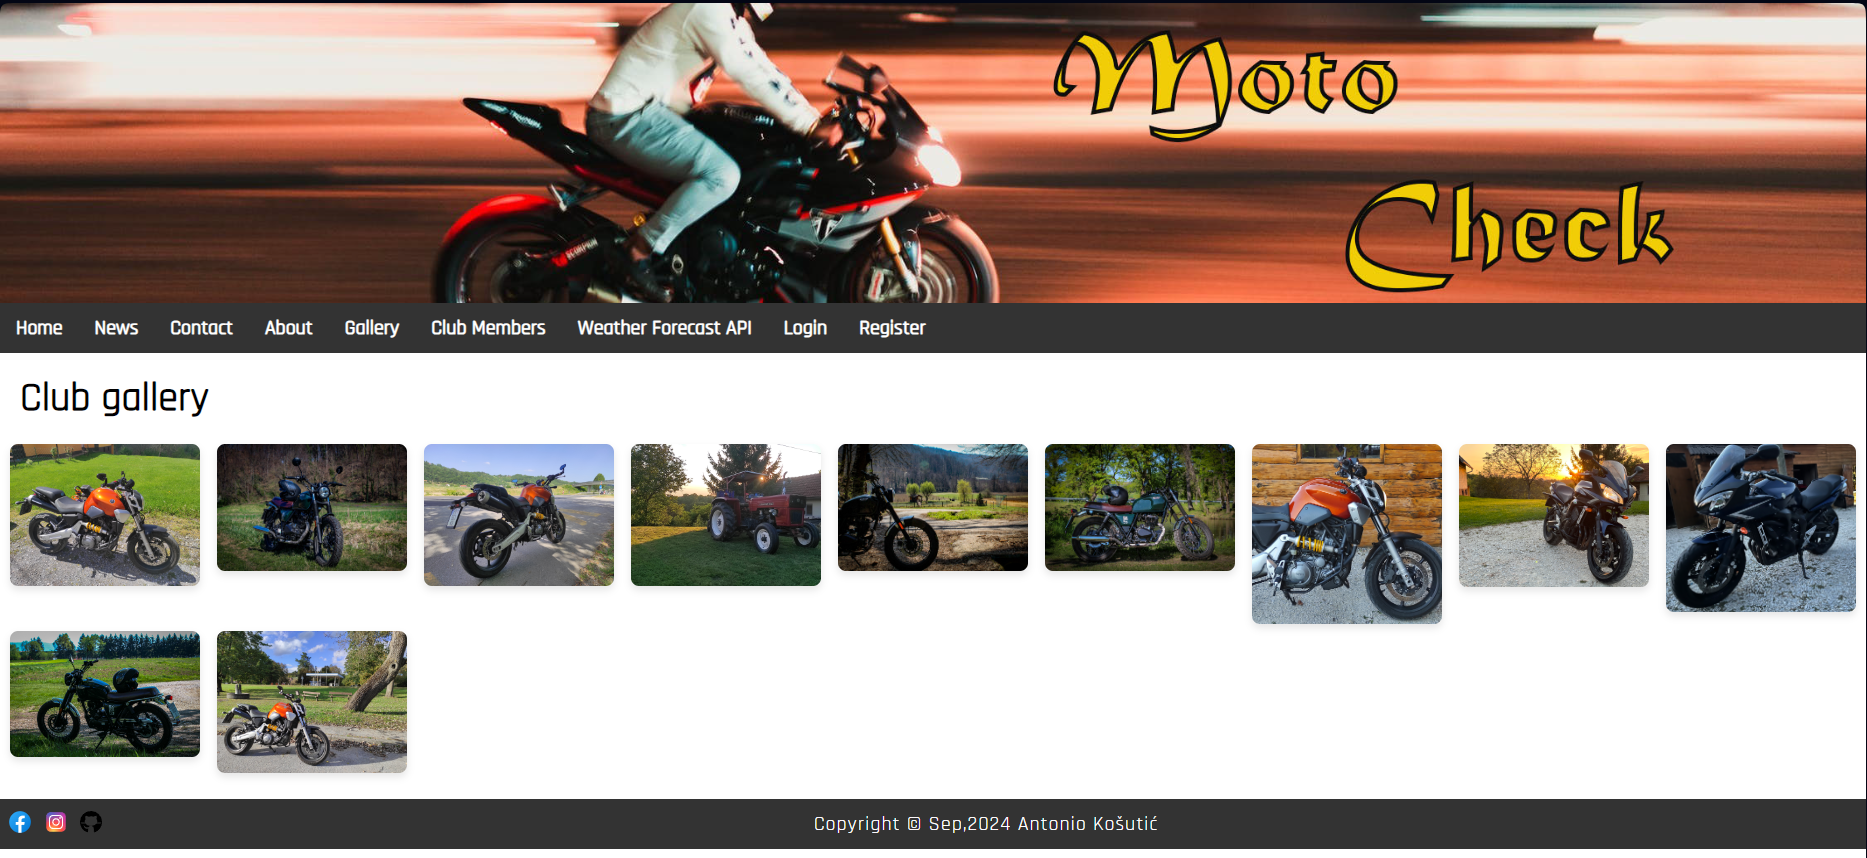 Moto
Check
SCORPION
Home News Contact About Gallery Club Members Weather Forecast API Login Register
Club gallery
Copyright © Sep,2024 Antonio Košutić